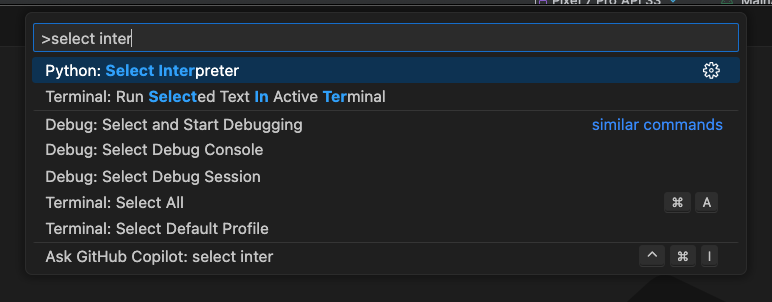 Pixel 7 Pro API 33
>select inter
Python: Select Interpreter
Terminal: Run Selected Text In Active Terminal
Debug: Select and Start Debugging similar commands
Debug: Select Debug Console
Debug: Select Debug Session
Terminal: Select All ⌘ A
Terminal: Select Default Profile
Ask GitHub Copilot: select inter ^ ⌘ I